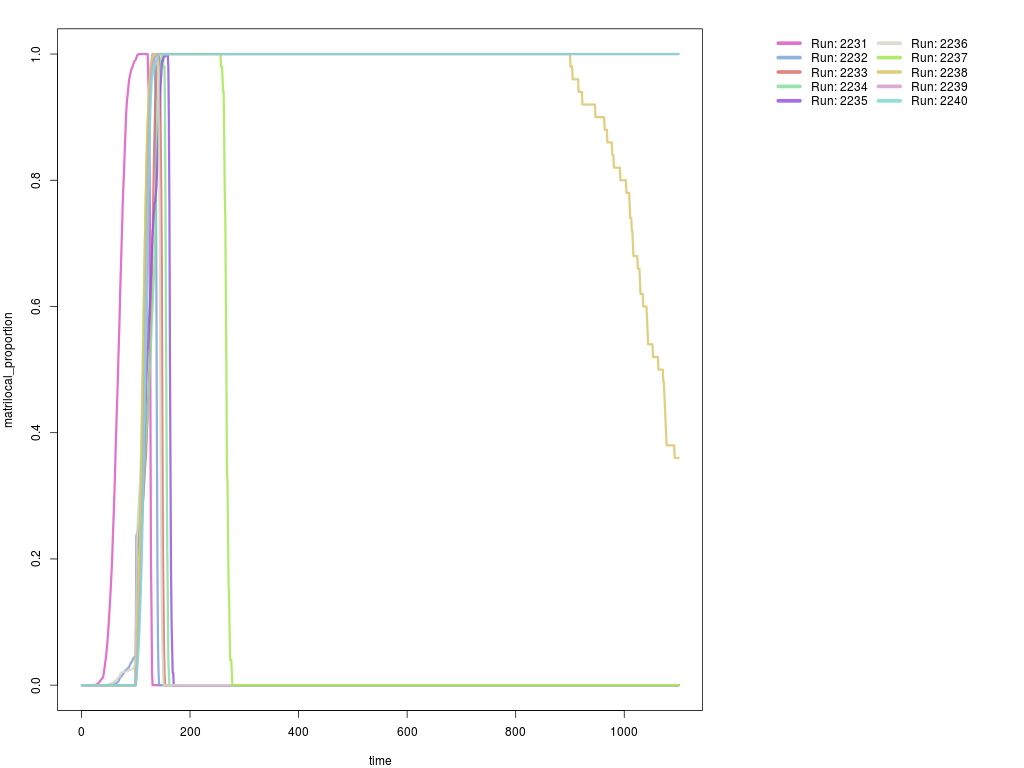 matrilocal_proportion
1.0
0.8
0.6
0.4
0.2
0.0
0 200 400 600 800 1000
time
Run: 2231 Run: 2236
Run: 2232 Run: 2237
Run: 2233 Run: 2238
Run: 2234 Run: 2239
Run: 2235 Run: 2240